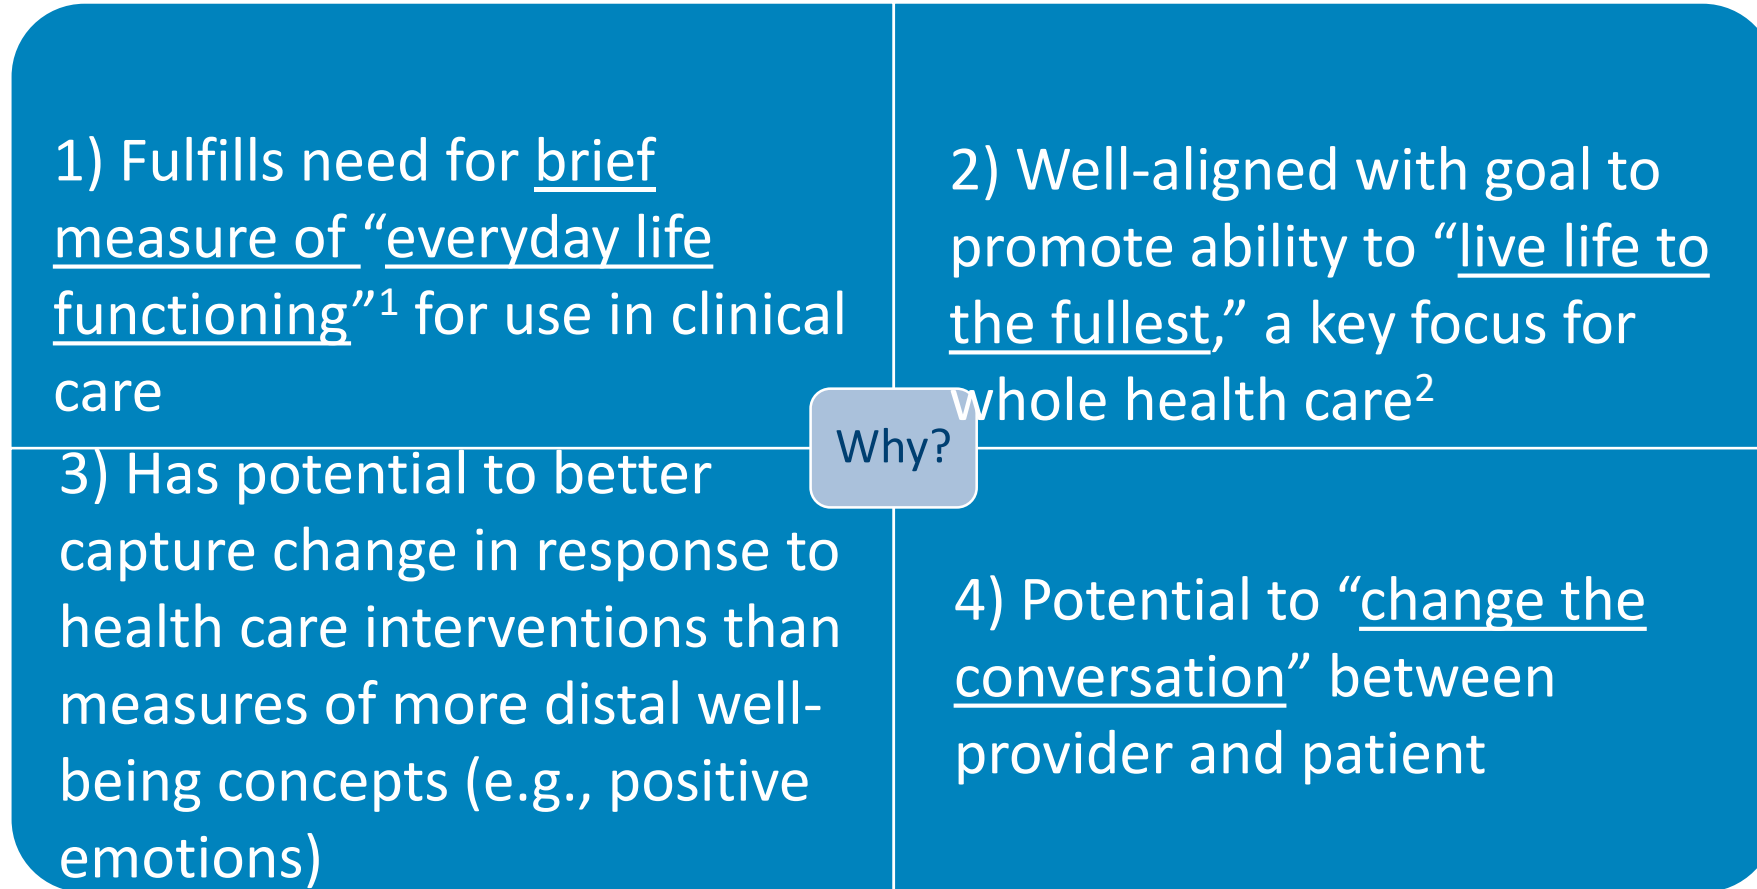 1) Fulfills need for brief
measure of “everyday life
functioning”¹ for use in clinical
care
2) Well-aligned with goal to
promote ability to “live life to
the fullest,” a key focus for
whole health care²
Why?
3) Has potential to better
capture change in response to
health care interventions than
measures of more distal well-
being concepts (e.g., positive
emotions)
4) Potential to “change the
conversation” between
provider and patient